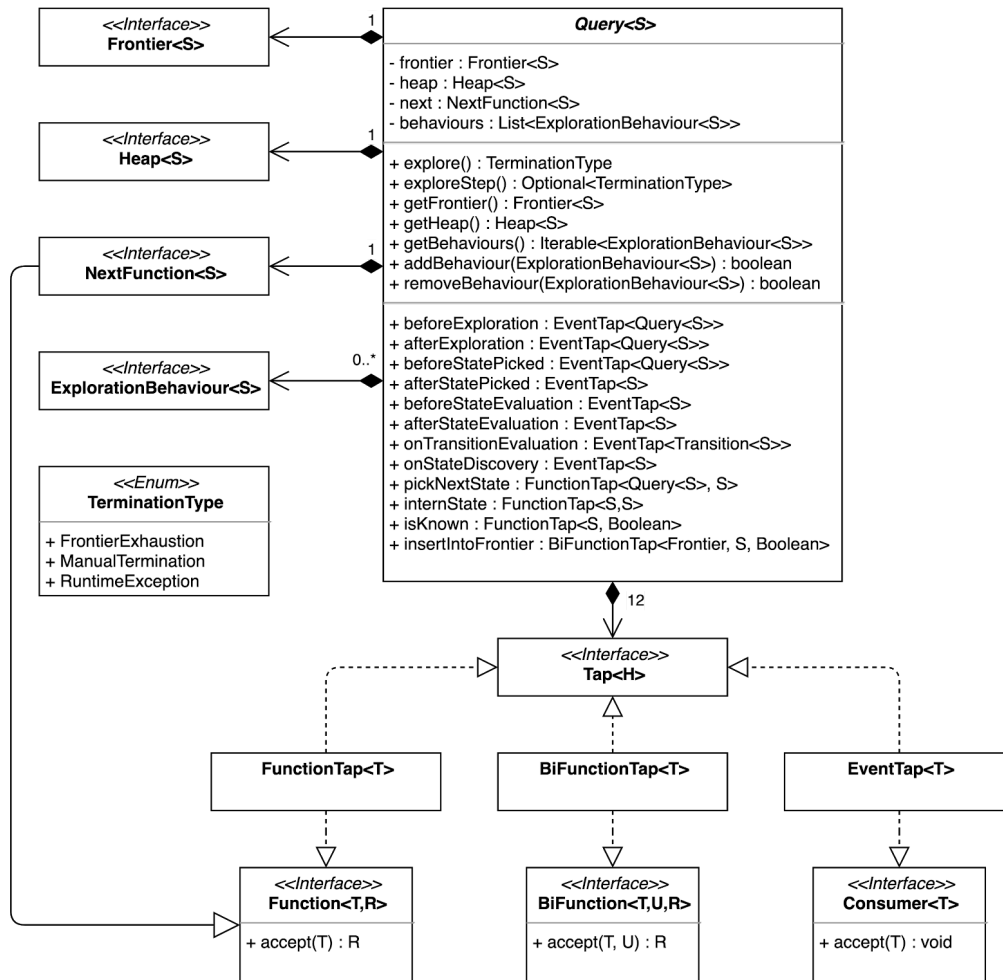 <<Interface>>
Frontier<S>
1
<<Interface>>
Heap<S>
1
<<Interface>>
NextFunction<S>
1
<<Interface>>
ExplorationBehaviour<S>
0..*
<<Enum>>
TerminationType
+ FrontierExhaustion
+ ManualTermination
+ RuntimeException
Query<S>
- frontier : Frontier<S>
- heap : Heap<S>
- next : NextFunction<S>
- behaviours : List<ExplorationBehaviour<S>>
+ explore() : TerminationType
+ exploreStep() : Optional<TerminationType>
+ getFrontier() : Frontier<S>
+ getHeap() : Heap<S>
+ getBehaviours() : Iterable<ExplorationBehaviour<S>>
+ addBehaviour(ExplorationBehaviour<S>) : boolean
+ removeBehaviour(ExplorationBehaviour<S>) : boolean
+ beforeExploration : EventTap<Query<S>>
+ afterExploration : EventTap<Query<S>>
+ beforeStatePicked : EventTap<Query<S>>
+ afterStatePicked : EventTap<S>
+ beforeStateEvaluation : EventTap<S>
+ afterStateEvaluation : EventTap<S>
+ onTransitionEvaluation : EventTap<Transition<S>>
+ onStateDiscovery : EventTap<S>
+ pickNextState : FunctionTap<Query<S>, S>
+ internState : FunctionTap<S,S>
+ isKnown : FunctionTap<S, Boolean>
+ insertIntoFrontier : BiFunctionTap<Frontier, S, Boolean>
12
<<Interface>>
Tap<H>
FunctionTap<T>
BiFunctionTap<T>
EventTap<T>
<<Interface>>
Function<T,R>
+ accept(T) : R
<<Interface>>
BiFunction<T,U,R>
+ accept(T, U) : R
<<Interface>>
Consumer<T>
+ accept(T) : void